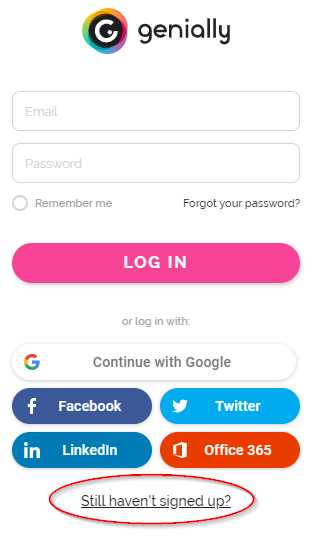 genially
Email
Password
Remember me Forgot your password?
LOG IN
or log in with:
Continue with Google
Facebook Twitter
LinkedIn Office 365
Still haven't signed up?